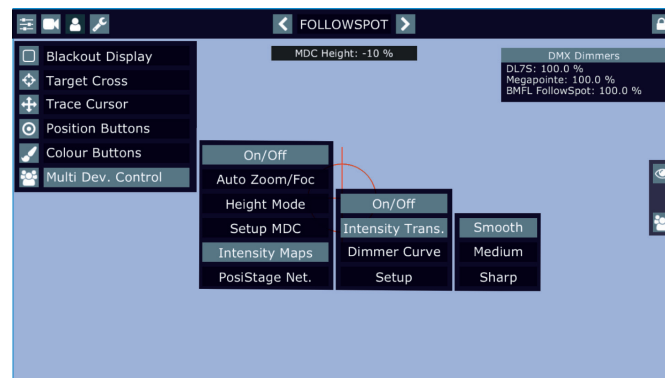 FOLLOWSPOT
MDC Height: -10 %
DMX Dimmers
DL7S: 100.0 %
Megapointe: 100.0 %
BMFL FollowSpot: 100.0 %
Blackout Display
Target Cross
Trace Cursor
Position Buttons
Colour Buttons
Multi Dev. Control
On/Off
Auto Zoom/Foc
Height Mode
Setup MDC
Intensity Maps
PosiStage Net.
On/Off
Intensity Trans.
Dimmer Curve
Setup
Smooth
Medium
Sharp